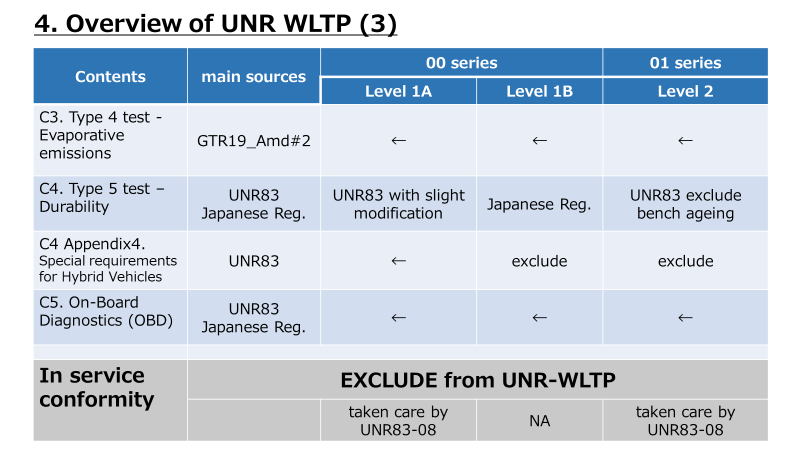 4. Overview of UNR WLTP (3)
Contents
main sources
00 series
01 series
Level 1A
Level 1B
Level 2
C3. Type 4 test -
Evaporative
emissions
GTR19_Amd#2
←
←
←
C4. Type 5 test –
Durability
UNR83
Japanese Reg.
UNR83 with slight
modification
Japanese Reg.
UNR83 exclude
bench ageing
C4 Appendix4.
Special requirements
for Hybrid Vehicles
UNR83
←
exclude
exclude
C5. On-Board
Diagnostics (OBD)
UNR83
Japanese Reg.
←
←
←
In service
conformity
EXCLUDE from UNR-WLTP
taken care by
UNR83-08
NA
taken care by
UNR83-08